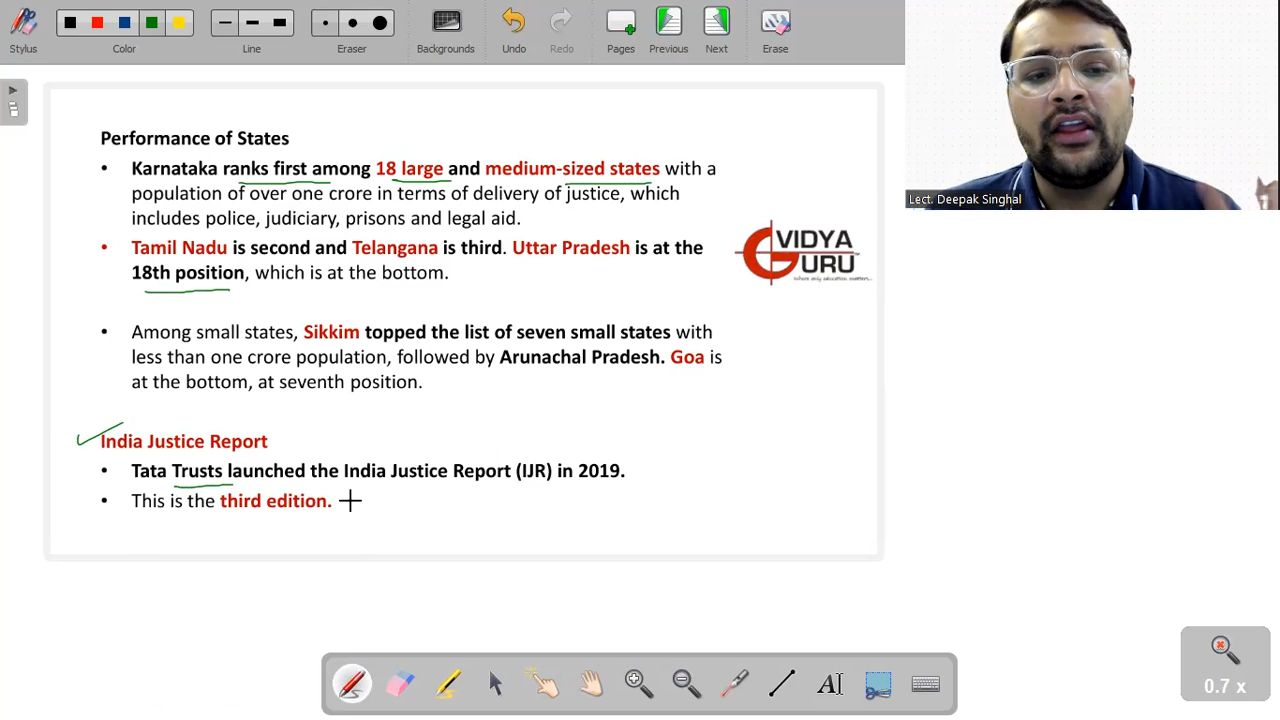 Stylus
Color
Line
Eraser
Backgrounds
Undo
Redo
Pages
Previous
Next
Erase
Lect. Deepak Singhal
Performance of States
• Karnataka ranks first among 18 large and medium-sized states with a
population of over one crore in terms of delivery of justice, which
includes police, judiciary, prisons and legal aid.
• Tamil Nadu is second and Telangana is third. Uttar Pradesh is at the
18th position, which is at the bottom.
VIDYA
GURU
• Among small states, Sikkim topped the list of seven small states with
less than one crore population, followed by Arunachal Pradesh. Goa is
at the bottom, at seventh position.
India Justice Report
• Tata Trusts launched the India Justice Report (IJR) in 2019.
• This is the third edition.
0.7 x